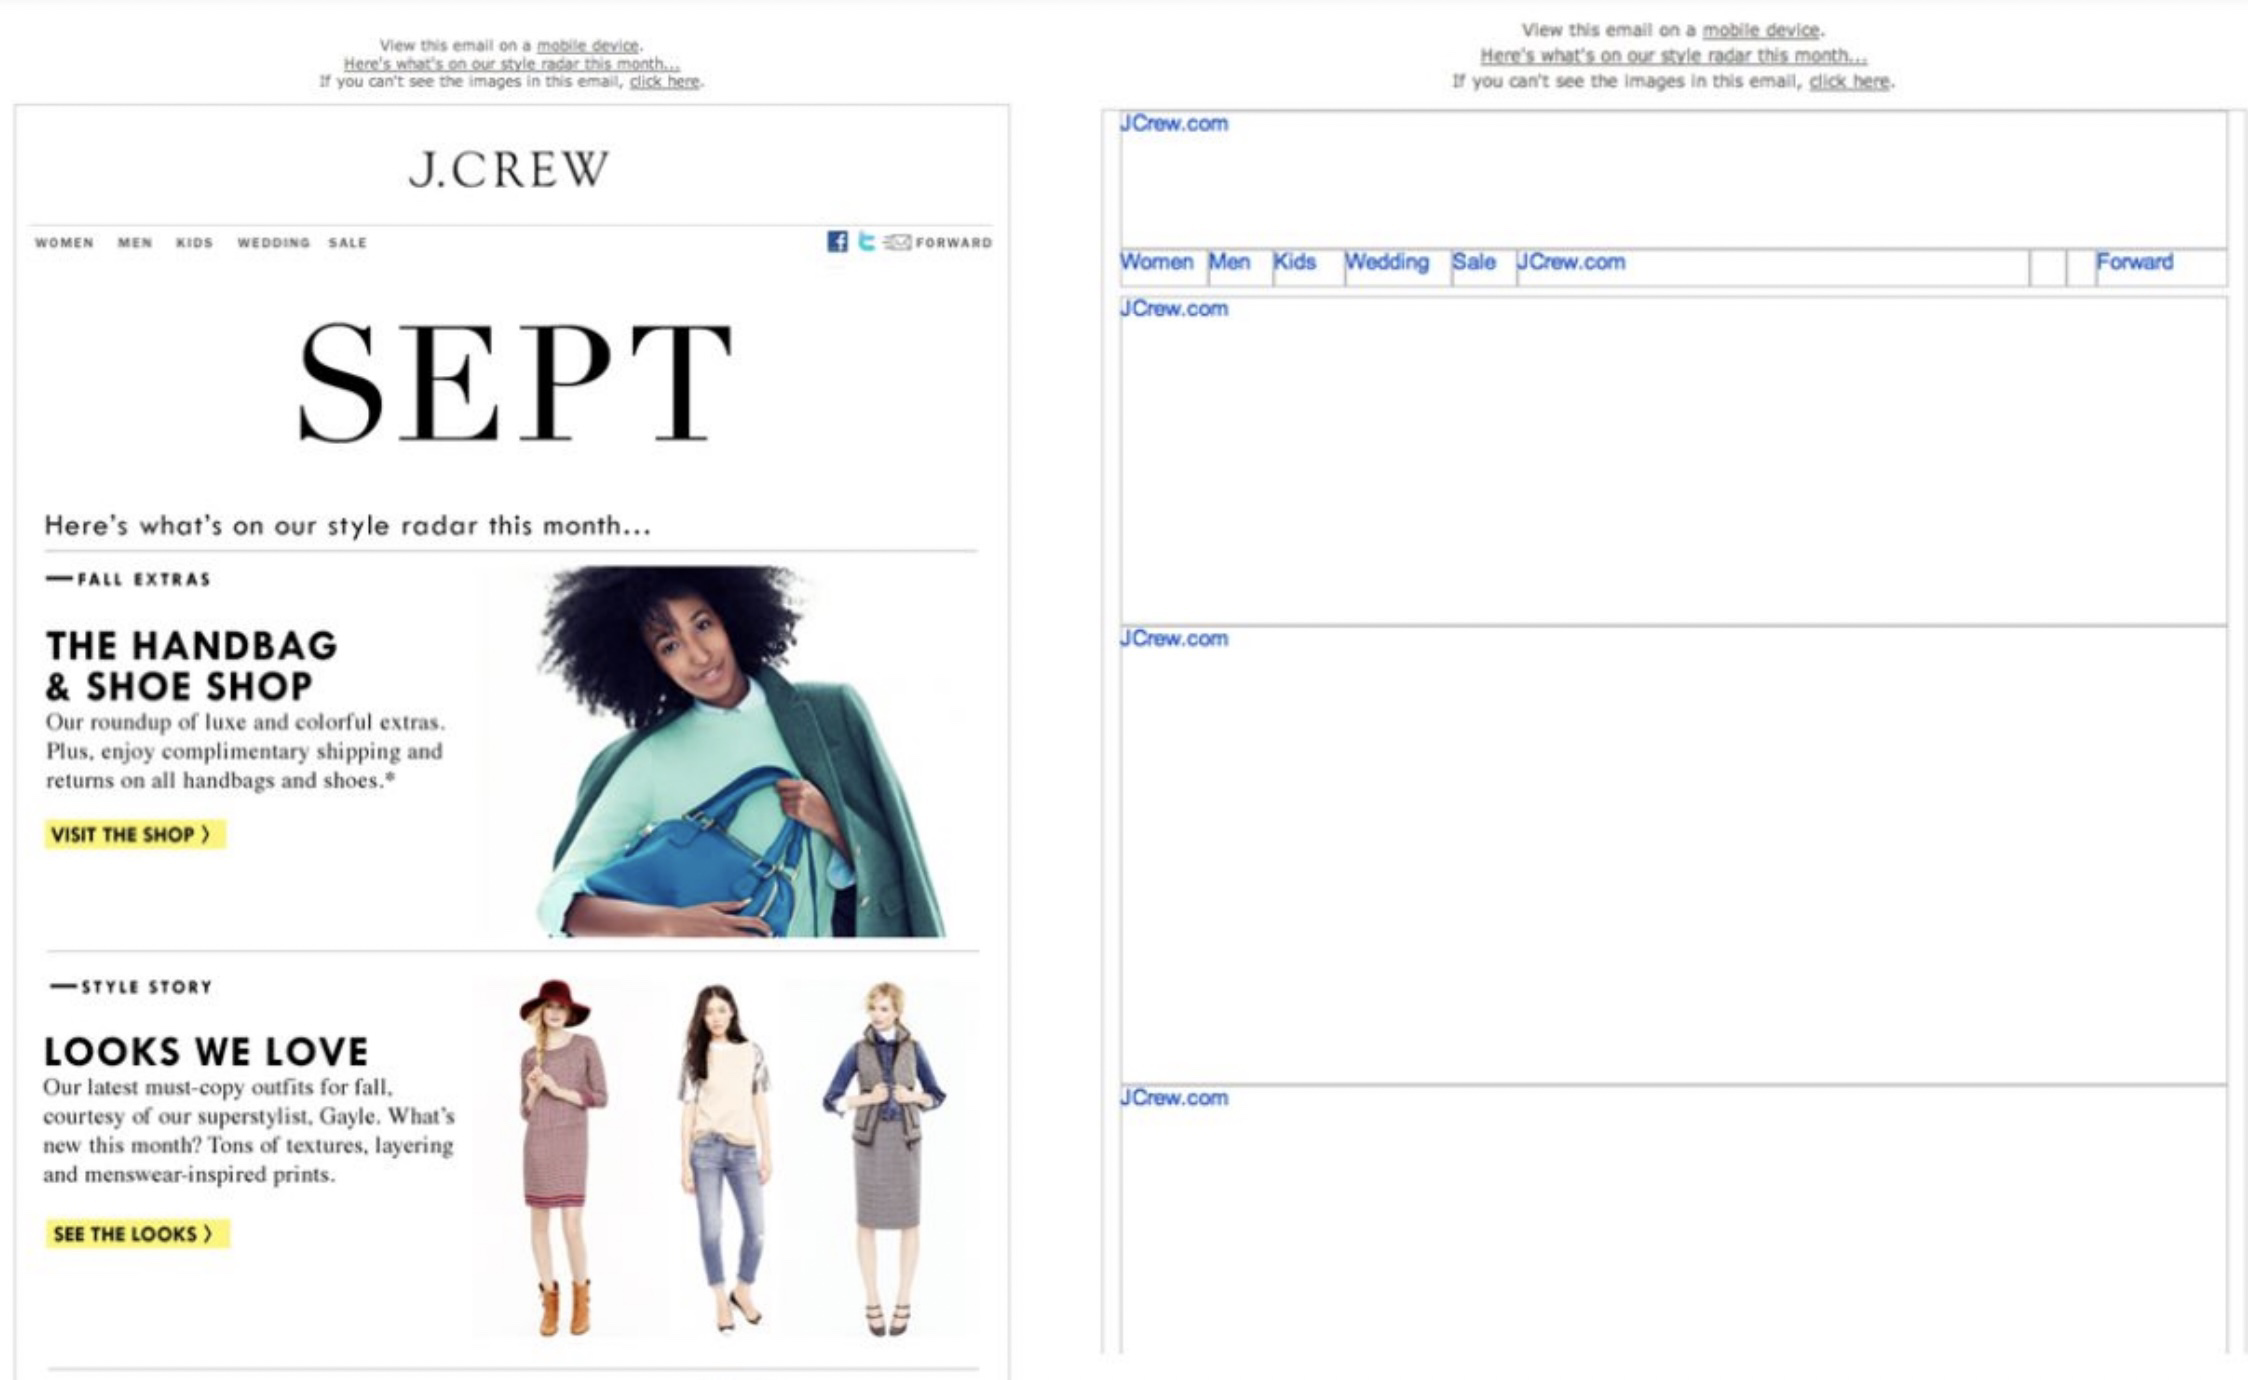 View this email on a mobile device.
Here's what's on our style radar this month...
If you can't see the images in this email, click here.
J.CREW
WOMEN MEN KIDS WEDDING SALE FORWARD
SEPT
Here's what's on our style radar this month...
—FALL EXTRAS
THE HANDBAG
& SHOE SHOP
Our roundup of luxe and colorful extras.
Plus, enjoy complimentary shipping and
returns on all handbags and shoes.*
VISIT THE SHOP >
—STYLE STORY
LOOKS WE LOVE
Our latest must-copy outfits for fall,
courtesy of our superstylist, Gayle. What's
new this month? Tons of textures, layering
and menswear-inspired prints.
SEE THE LOOKS >
View this email on a mobile device.
Here's what's on our style radar this month...
If you can't see the images in this email, click here.
JCrew.com
Women Men Kids Wedding Sale JCrew.com Forward
JCrew.com
JCrew.com
JCrew.com